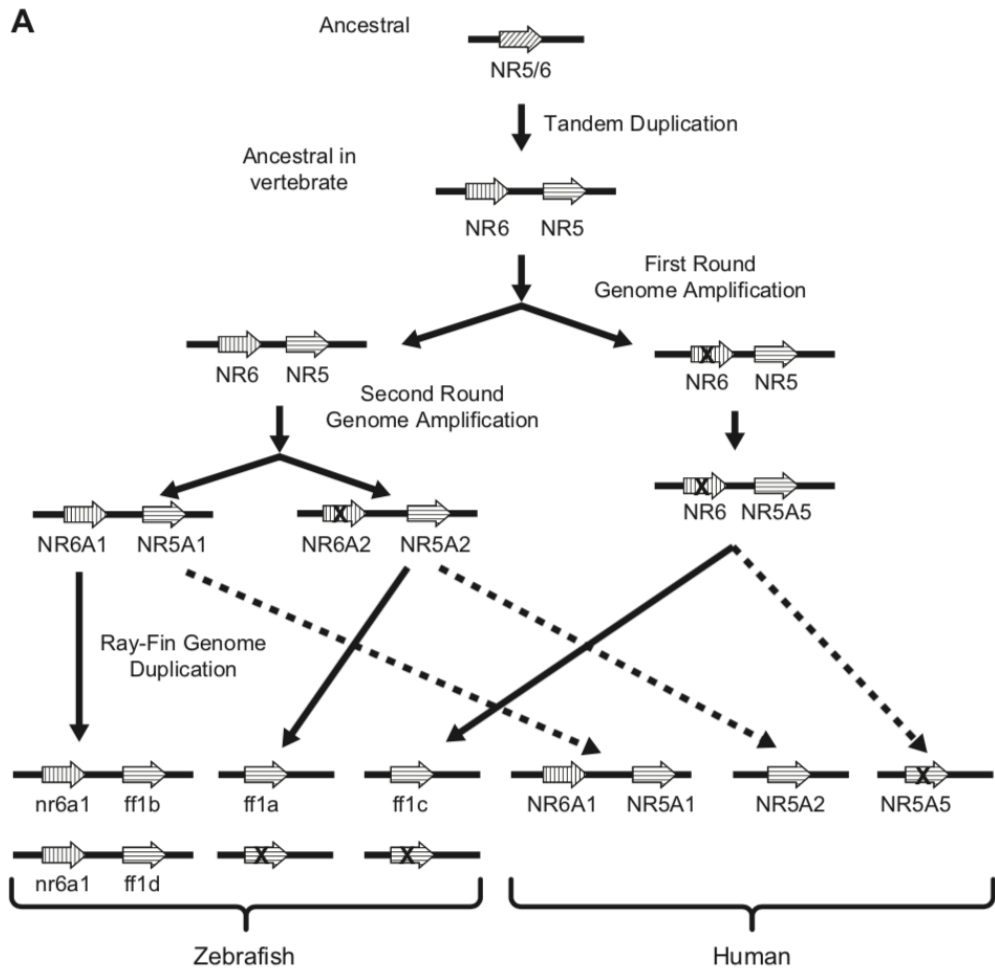 A
Ancestral
NR5/6
Tandem Duplication
Ancestral in
vertebrate
NR6 NR5
First Round
Genome Amplification
NR6 NR5
NR6 NR5
Second Round
Genome Amplification
X
X
NR6 NR5A5
X
NR6A1 NR5A1
NR6A2 NR5A2
X
Ray-Fin Genome
Duplication
nr6a1 ff1b
ff1a
ff1c
NR6A1 NR5A1
NR5A2
NR5A5
X
nr6a1 ff1d
X
X
Zebrafish
Human